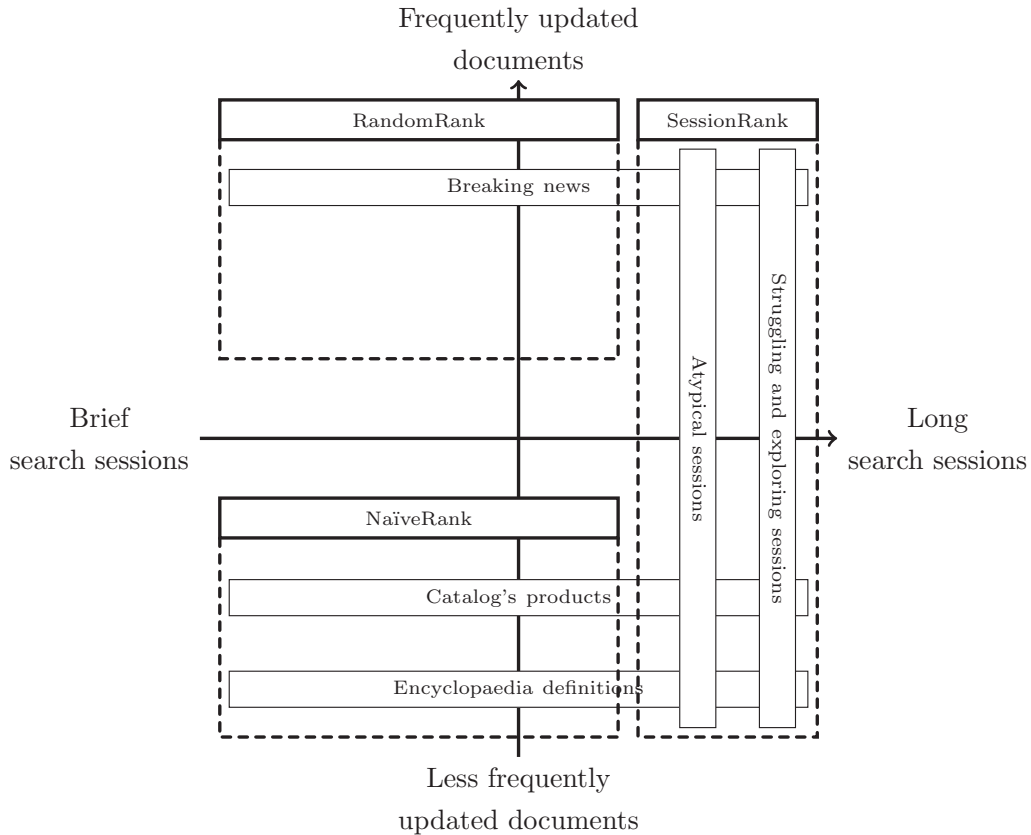 Frequently updated
documents
RandomRank
SessionRank
Breaking news
Struggling and exploring sessions
Atypical sessions
Brief
search sessions
Long
search sessions
NaïveRank
Catalog's products
Encyclopaedia definitions
Less frequently
updated documents